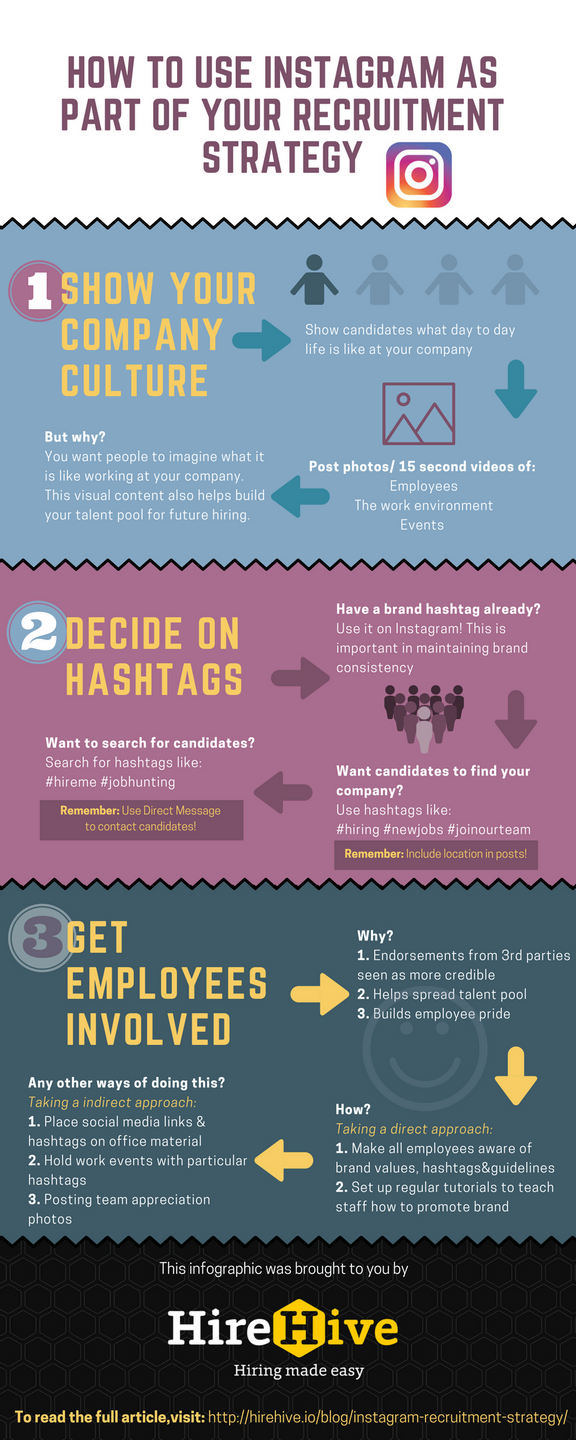 HOW TO USE INSTAGRAM AS
PART OF YOUR RECRUITMENT
STRATEGY
1 SHOW YOUR
COMPANY
CULTURE
Show candidates what day to day
life is like at your company
Post photos/ 15 second videos of:
Employees
The work environment
Events
But why?
You want people to imagine what it
is like working at your company.
This visual content also helps build
your talent pool for future hiring.
2 DECIDE ON
HASHTAGS
Have a brand hashtag already?
Use it on Instagram! This is
important in maintaining brand
consistency
Want candidates to find your
company?
Use hashtags like:
#hiring #newjobs #joinourteam
Remember: Include location in posts!
Want to search for candidates?
Search for hashtags like:
#hireme #jobhunting
Remember: Use Direct Message
to contact candidates!
3 GET
EMPLOYEES
INVOLVED
Why?
1. Endorsements from 3rd parties
seen as more credible
2. Helps spread talent pool
3. Builds employee pride
How?
Taking a direct approach:
1. Make all employees aware of
brand values, hashtags&guidelines
2. Set up regular tutorials to teach
staff how to promote brand
Any other ways of doing this?
Taking a indirect approach:
1. Place social media links &
hashtags on office material
2. Hold work events with particular
hashtags
3. Posting team appreciation
photos
This infographic was brought to you by
HireHive
Hiring made easy
To read the full article,visit: http://hirehive.io/blog/instagram-recruitment-strategy/